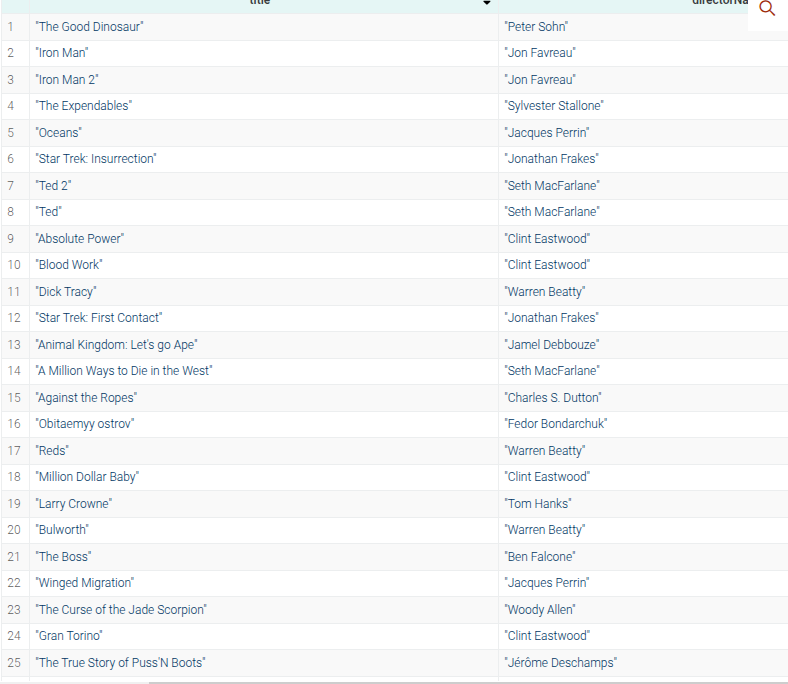 title directorNa
1 "The Good Dinosaur" "Peter Sohn"
2 "Iron Man" "Jon Favreau"
3 "Iron Man 2" "Jon Favreau"
4 "The Expendables" "Sylvester Stallone"
5 "Oceans" "Jacques Perrin"
6 "Star Trek: Insurrection" "Jonathan Frakes"
7 "Ted 2" "Seth MacFarlane"
8 "Ted" "Seth MacFarlane"
9 "Absolute Power" "Clint Eastwood"
10 "Blood Work" "Clint Eastwood"
11 "Dick Tracy" "Warren Beatty"
12 "Star Trek: First Contact" "Jonathan Frakes"
13 "Animal Kingdom: Let's go Ape" "Jamel Debbouze"
14 "A Million Ways to Die in the West" "Seth MacFarlane"
15 "Against the Ropes" "Charles S. Dutton"
16 "Obitaemyy ostrov" "Fedor Bondarchuk"
17 "Reds" "Warren Beatty"
18 "Million Dollar Baby" "Clint Eastwood"
19 "Larry Crowne" "Tom Hanks"
20 "Bulworth" "Warren Beatty"
21 "The Boss" "Ben Falcone"
22 "Winged Migration" "Jacques Perrin"
23 "The Curse of the Jade Scorpion" "Woody Allen"
24 "Gran Torino" "Clint Eastwood"
25 "The True Story of Puss'N Boots" "Jérôme Deschamps"